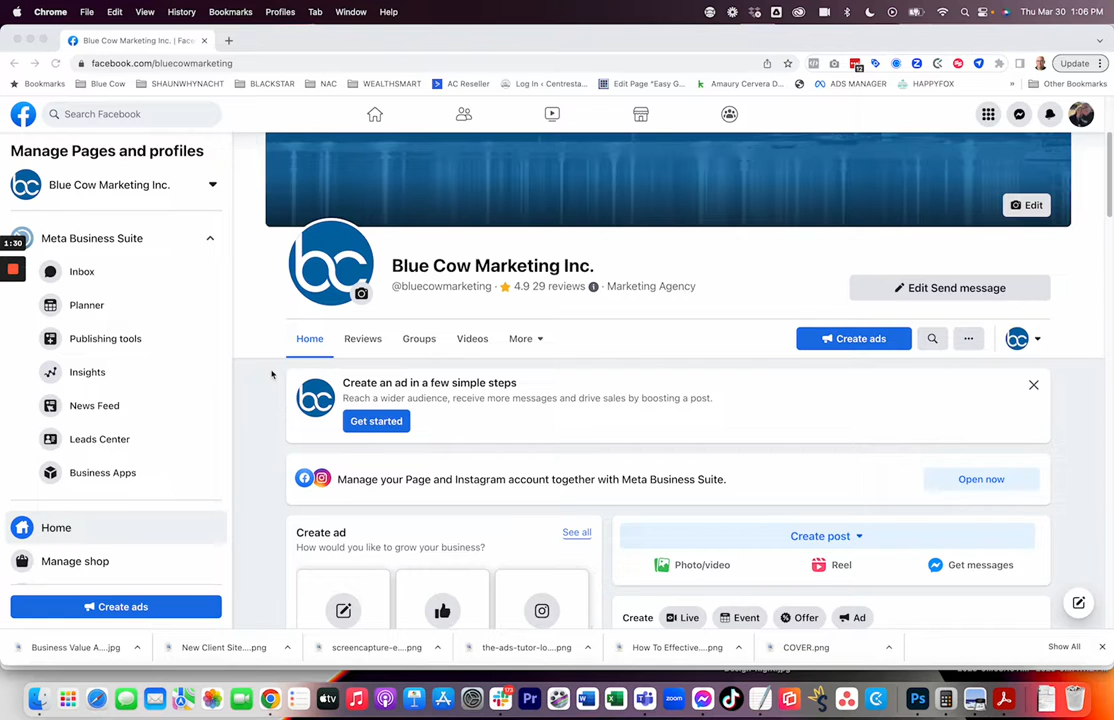 Chrome File Edit View History Bookmarks Profiles Tab Window Help Thu Mar 30 1:06 PM
Blue Cow Marketing Inc. | Face
facebook.com/bluecowmarketing Update
Bookmarks Blue Cow SHAUNWHYNACHT BLACKSTAR NAC WEALTHSMART AC Reseller Log In ‹ Centresta... Edit Page "Easy G... Amaury Cervera D... ADS MANAGER HAPPYFOX » Other Bookmarks
Search Facebook
Manage Pages and profiles
bc Blue Cow Marketing Inc.
Edit
Meta Business Suite
1:30
Inbox
bc
Blue Cow Marketing Inc.
@bluecowmarketing · 4.9 29 reviews · Marketing Agency
Edit Send message
Planner
Publishing tools
Home Reviews Groups Videos More Create ads bc
Insights
Create an ad in a few simple steps
bc
Reach a wider audience, receive more messages and drive sales by boosting a post.
News Feed
Get started
Leads Center
Business Apps
Manage your Page and Instagram account together with Meta Business Suite. Open now
Home
Create ad See all
How would you like to grow your business?
Create post
Manage shop
Photo/video Reel Get messages
Create ads
Create Live Event Offer Ad
Business Value A....jpg New Client Site....png screencapture-e....png the-ads-tutor-lo....png How To Effective....png COVER.png Show All
173
Pr zoom Ps